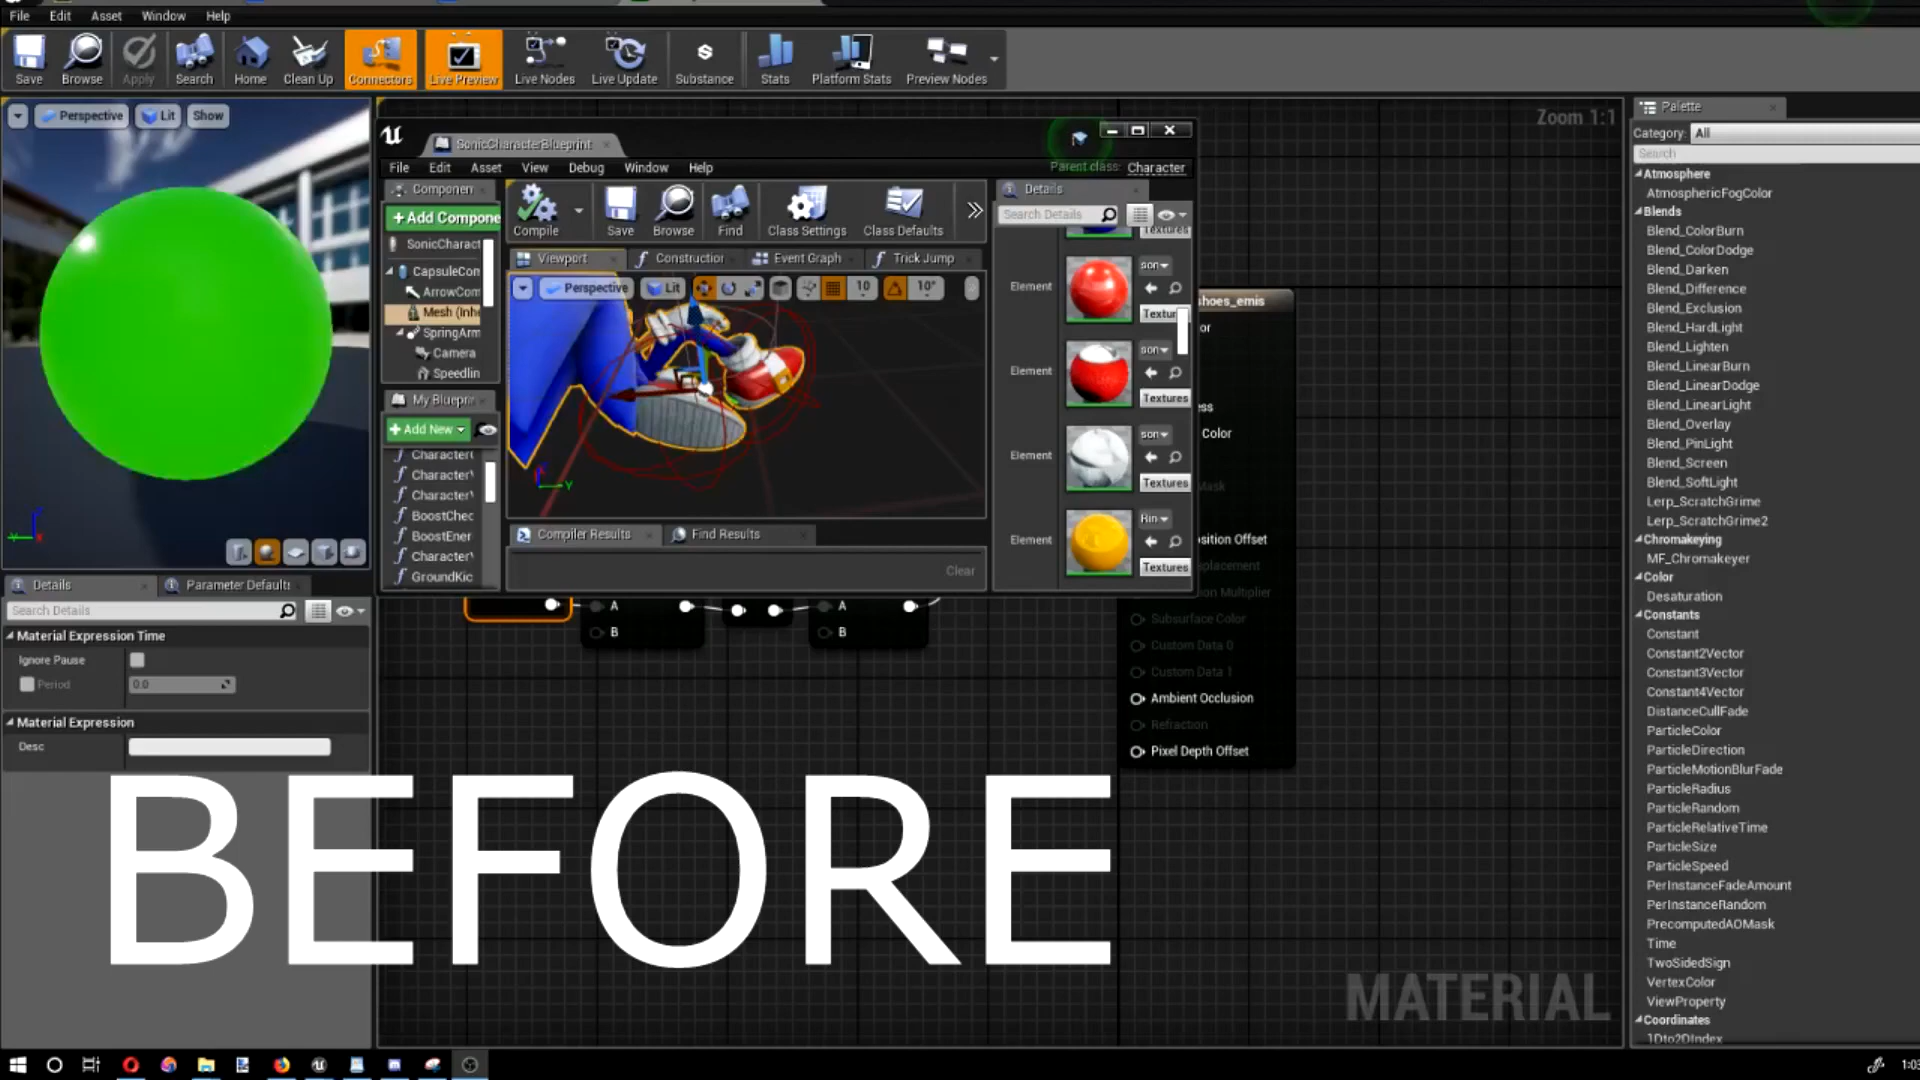 File Edit Asset Window Help
Save Browse Apply Search Home Clean Up Connectors Live Preview Live Nodes Live Update Substance Stats Platform Stats Preview Nodes
Perspective Lit Show
Zoom 1:1
SonicCharacterBlueprint
File Edit Asset View Debug Window Help
Parent class: Character
Componen
+Add Compone
SonicCharact
CapsuleCom
ArrowCom
Mesh (Inhe
SpringArm
Camera
Speedlin
Compile Save Browse Find Class Settings Class Defaults
Viewport Construction Event Graph Trick Jump
Perspective Lit 10 10°
My Blueprin
+Add New
Character
Character
Character
BoostChec
BoostEner
Character
GroundKic
Compiler Results Find Results
Clear
Details
Search Details
Textures
Element son Textur
Element son Textures
Element son Textures
Element Rin Textures
shoes_emis
or
ss
Color
Mask
osition Offset
placement
on Multiplier
Subsurface Color
Custom Data 0
Custom Data 1
Ambient Occlusion
Refraction
Pixel Depth Offset
A
B
A
B
Details Parameter Defaults
Search Details
Material Expression Time
Ignore Pause
Period 0.0
Material Expression
Desc
BEFORE
MATERIAL
Palette
Category: All
Search
Atmosphere
AtmosphericFogColor
Blends
Blend_ColorBurn
Blend_ColorDodge
Blend_Darken
Blend_Difference
Blend_Exclusion
Blend_HardLight
Blend_Lighten
Blend_LinearBurn
Blend_LinearDodge
Blend_LinearLight
Blend_Overlay
Blend_PinLight
Blend_Screen
Blend_SoftLight
Lerp_ScratchGrime
Lerp_ScratchGrime2
Chromakeying
MF_Chromakeyer
Color
Desaturation
Constants
Constant
Constant2Vector
Constant3Vector
Constant4Vector
DistanceCullFade
ParticleColor
ParticleDirection
ParticleMotionBlurFade
ParticleRadius
ParticleRandom
ParticleRelativeTime
ParticleSize
ParticleSpeed
PerInstanceFadeAmount
PerInstanceRandom
PrecomputedAOMask
Time
TwoSidedSign
VertexColor
ViewProperty
Coordinates
1Dto2DIndex